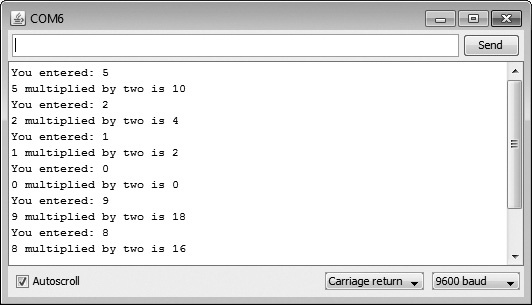 COM6
Send
You entered: 5
5 multiplied by two is 10
You entered: 2
2 multiplied by two is 4
You entered: 1
1 multiplied by two is 2
You entered: 0
0 multiplied by two is 0
You entered: 9
9 multiplied by two is 18
You entered: 8
8 multiplied by two is 16
Autoscroll
Carriage return
9600 baud